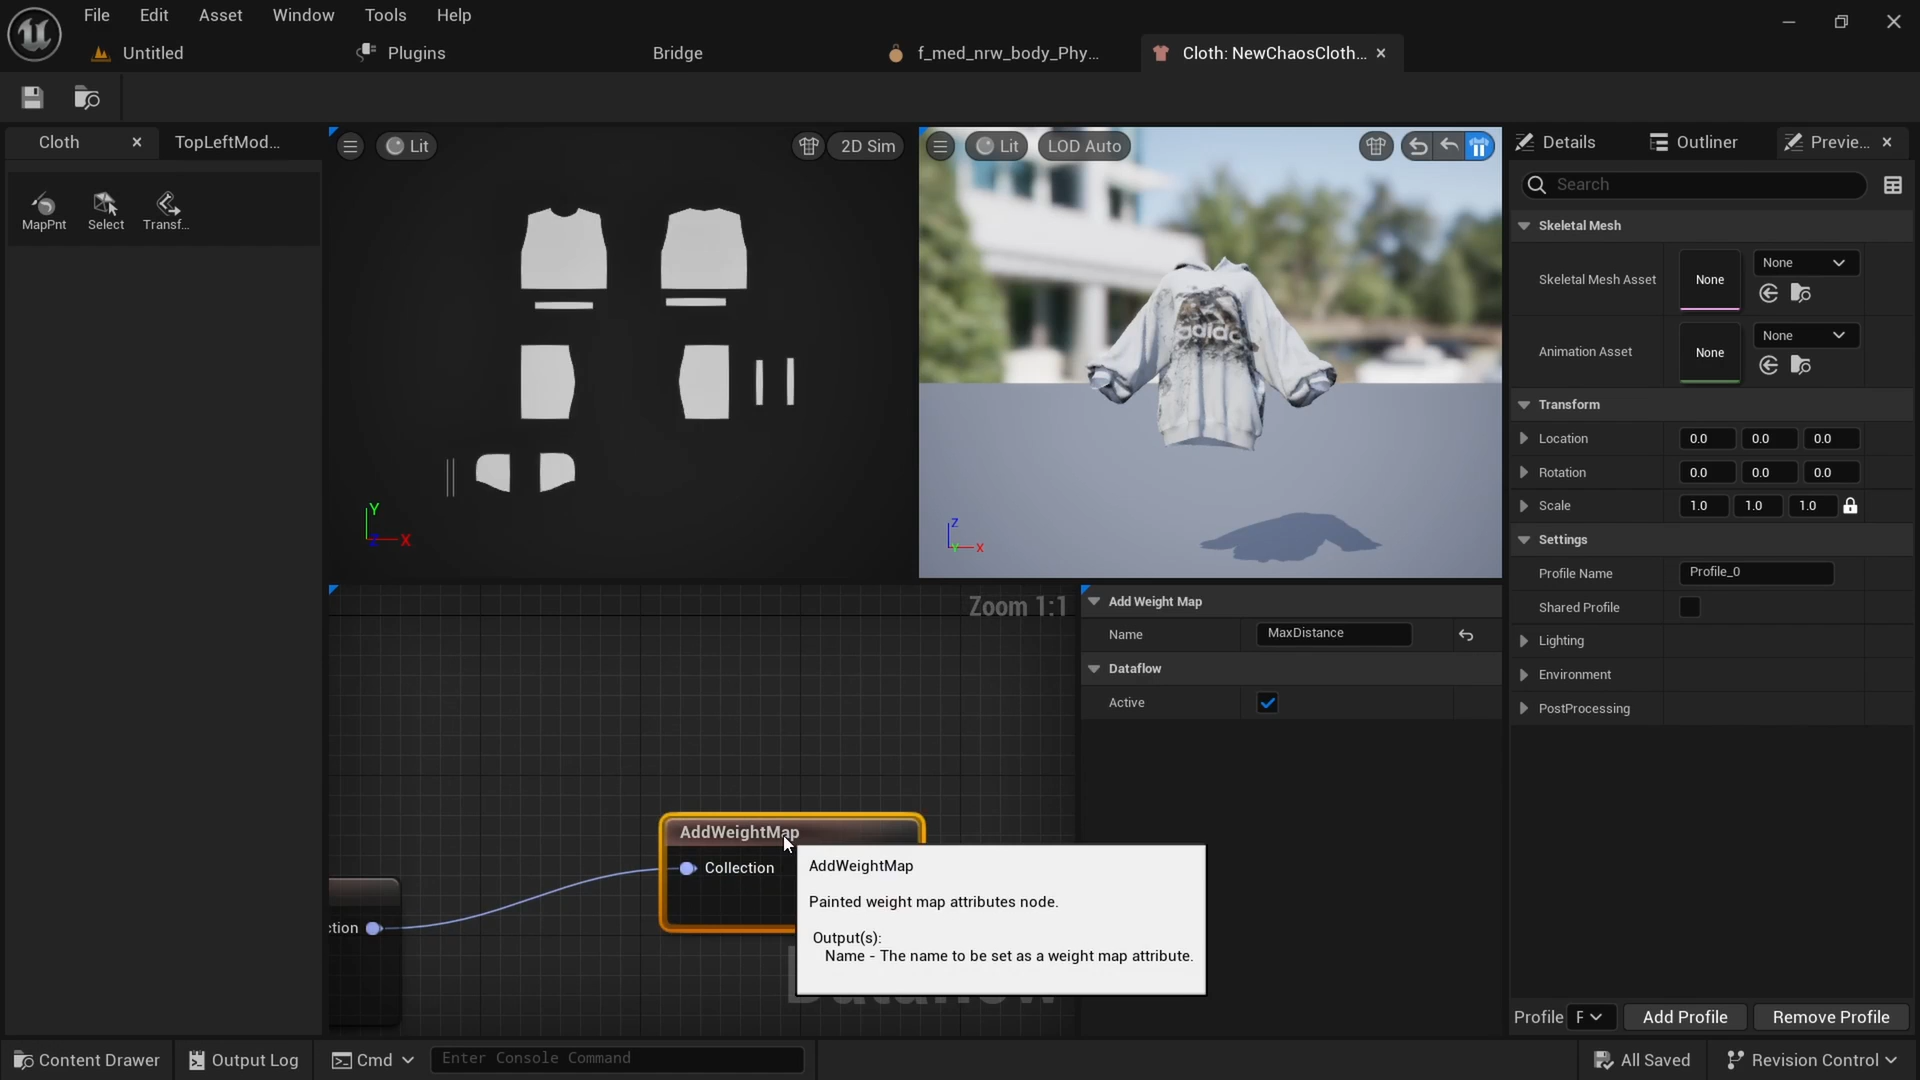 File
Edit
Asset
Window
Tools
Help
Untitled
Plugins
Bridge
f_med_nrw_body_Phy...
Cloth: NewChaosCloth...
Cloth
TopLeftMod...
MapPnt
Select
Transf...
Lit
2D Sim
Lit
LOD Auto
adidc
Y
X
Z
Y
X
Details
Outliner
Previe...
Search
Skeletal Mesh
Skeletal Mesh Asset
None
None
Animation Asset
None
None
Transform
Location
0.0
0.0
0.0
Rotation
0.0
0.0
0.0
Scale
1.0
1.0
1.0
Settings
Profile Name
Profile_0
Shared Profile
Lighting
Environment
PostProcessing
Zoom 1:1
Add Weight Map
Name
MaxDistance
Dataflow
Active
AddWeightMap
Collection
ction
AddWeightMap
Painted weight map attributes node.
Output(s):
Name - The name to be set as a weight map attribute.
Profile
Add Profile
Remove Profile
Content Drawer
Output Log
Cmd
Enter Console Command
All Saved
Revision Control